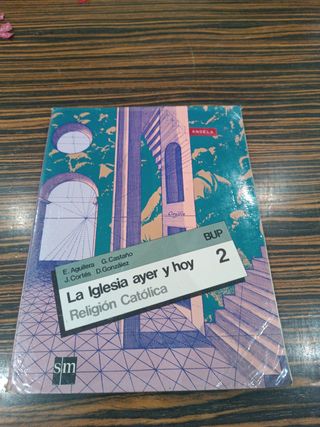 ANGELA
E. Aguilera G. Castaño
J. Cortés D. González
BUP
La Iglesia ayer y hoy 2
Religión Católica
sm